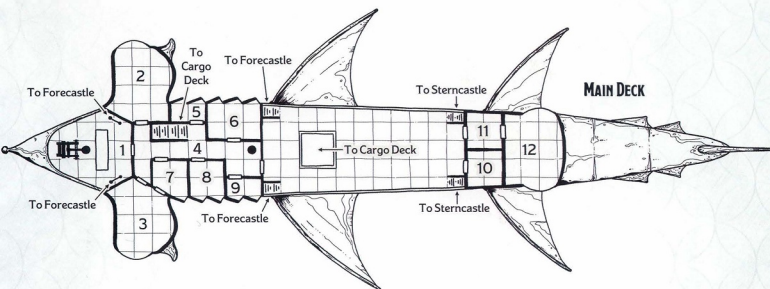 MAIN DECK
To
Cargo
Deck
To Forecastle
To Forecastle
To Sterncastle
2
5
6
11
1
4
To Cargo Deck
12
7
8
9
10
3
To Forecastle
To Forecastle
To Sterncastle